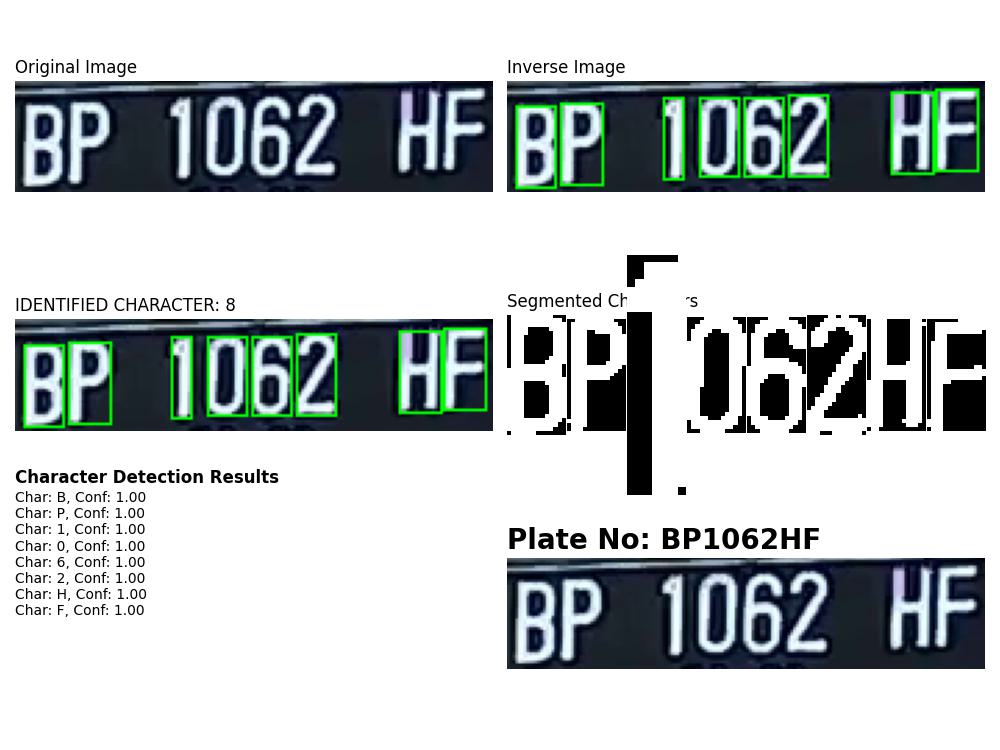 Original Image
BP 1062 HF
Inverse Image
BP 1062 HF
IDENTIFIED CHARACTER: 8
BP 1062 HF
Segmented Ch rs
BP1062HF
Character Detection Results
Char: B, Conf: 1.00
Char: P, Conf: 1.00
Char: 1, Conf: 1.00
Char: 0, Conf: 1.00
Char: 6, Conf: 1.00
Char: 2, Conf: 1.00
Char: H, Conf: 1.00
Char: F, Conf: 1.00
Plate No: BP1062HF
BP 1062 HF